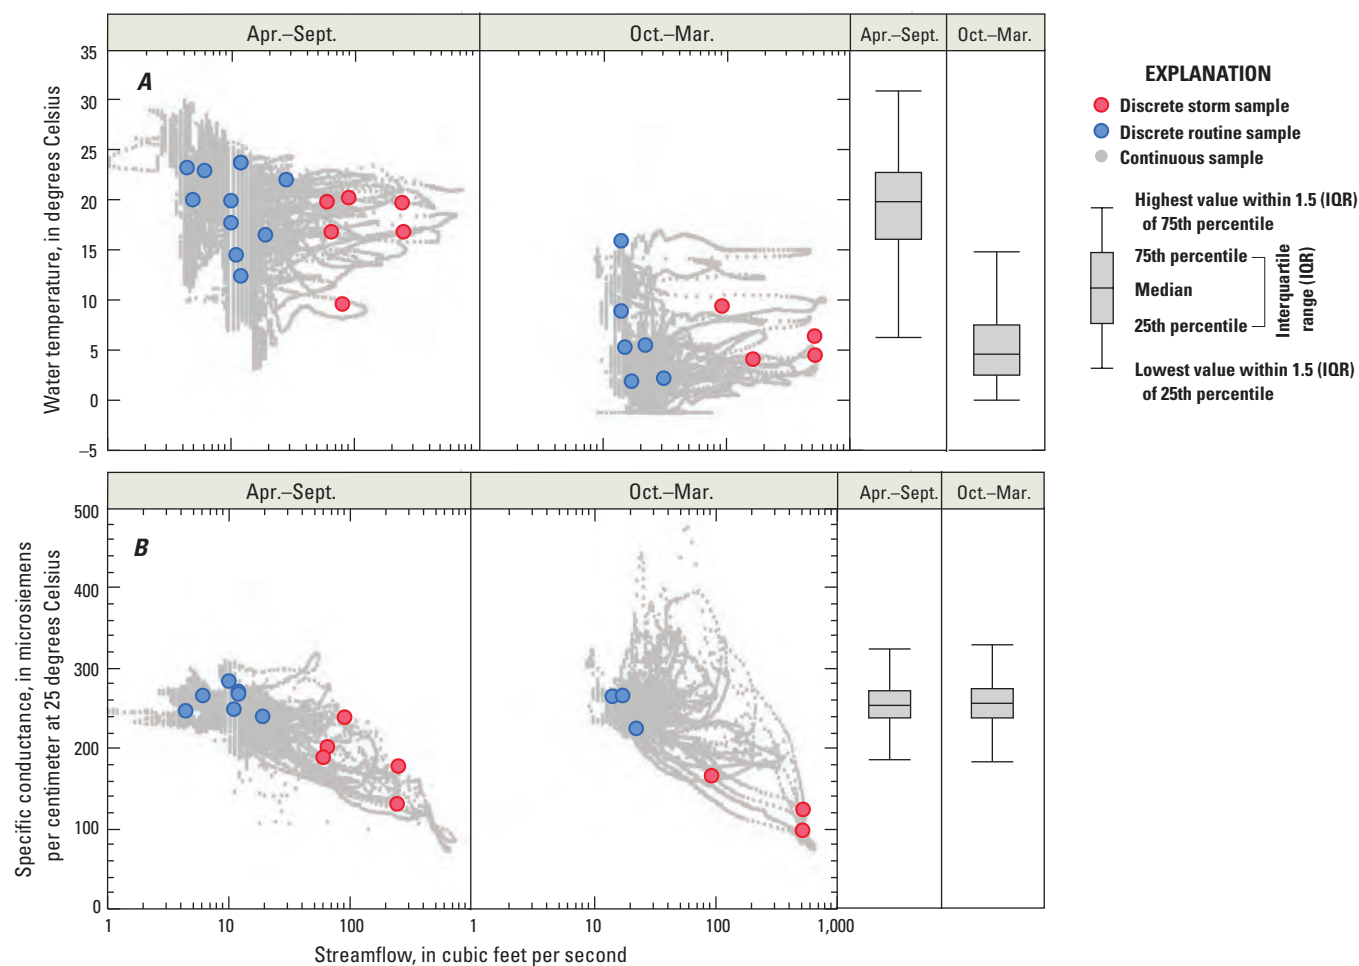 Apr.–Sept.
Oct.–Mar.
Apr.–Sept.
Oct.–Mar.
A
35
30
25
20
15
10
5
0
–5
Water temperature, in degrees Celsius
EXPLANATION
Discrete storm sample
Discrete routine sample
Continuous sample
Highest value within 1.5 (IQR)
of 75th percentile
75th percentile
Median
25th percentile
Interquartile
range (IQR)
Lowest value within 1.5 (IQR)
of 25th percentile
Apr.–Sept.
Oct.–Mar.
Apr.–Sept.
Oct.–Mar.
B
500
400
300
200
100
0
Specific conductance, in microsiemens
per centimeter at 25 degrees Celsius
1
10
100
1
10
100
1,000
Streamflow, in cubic feet per second